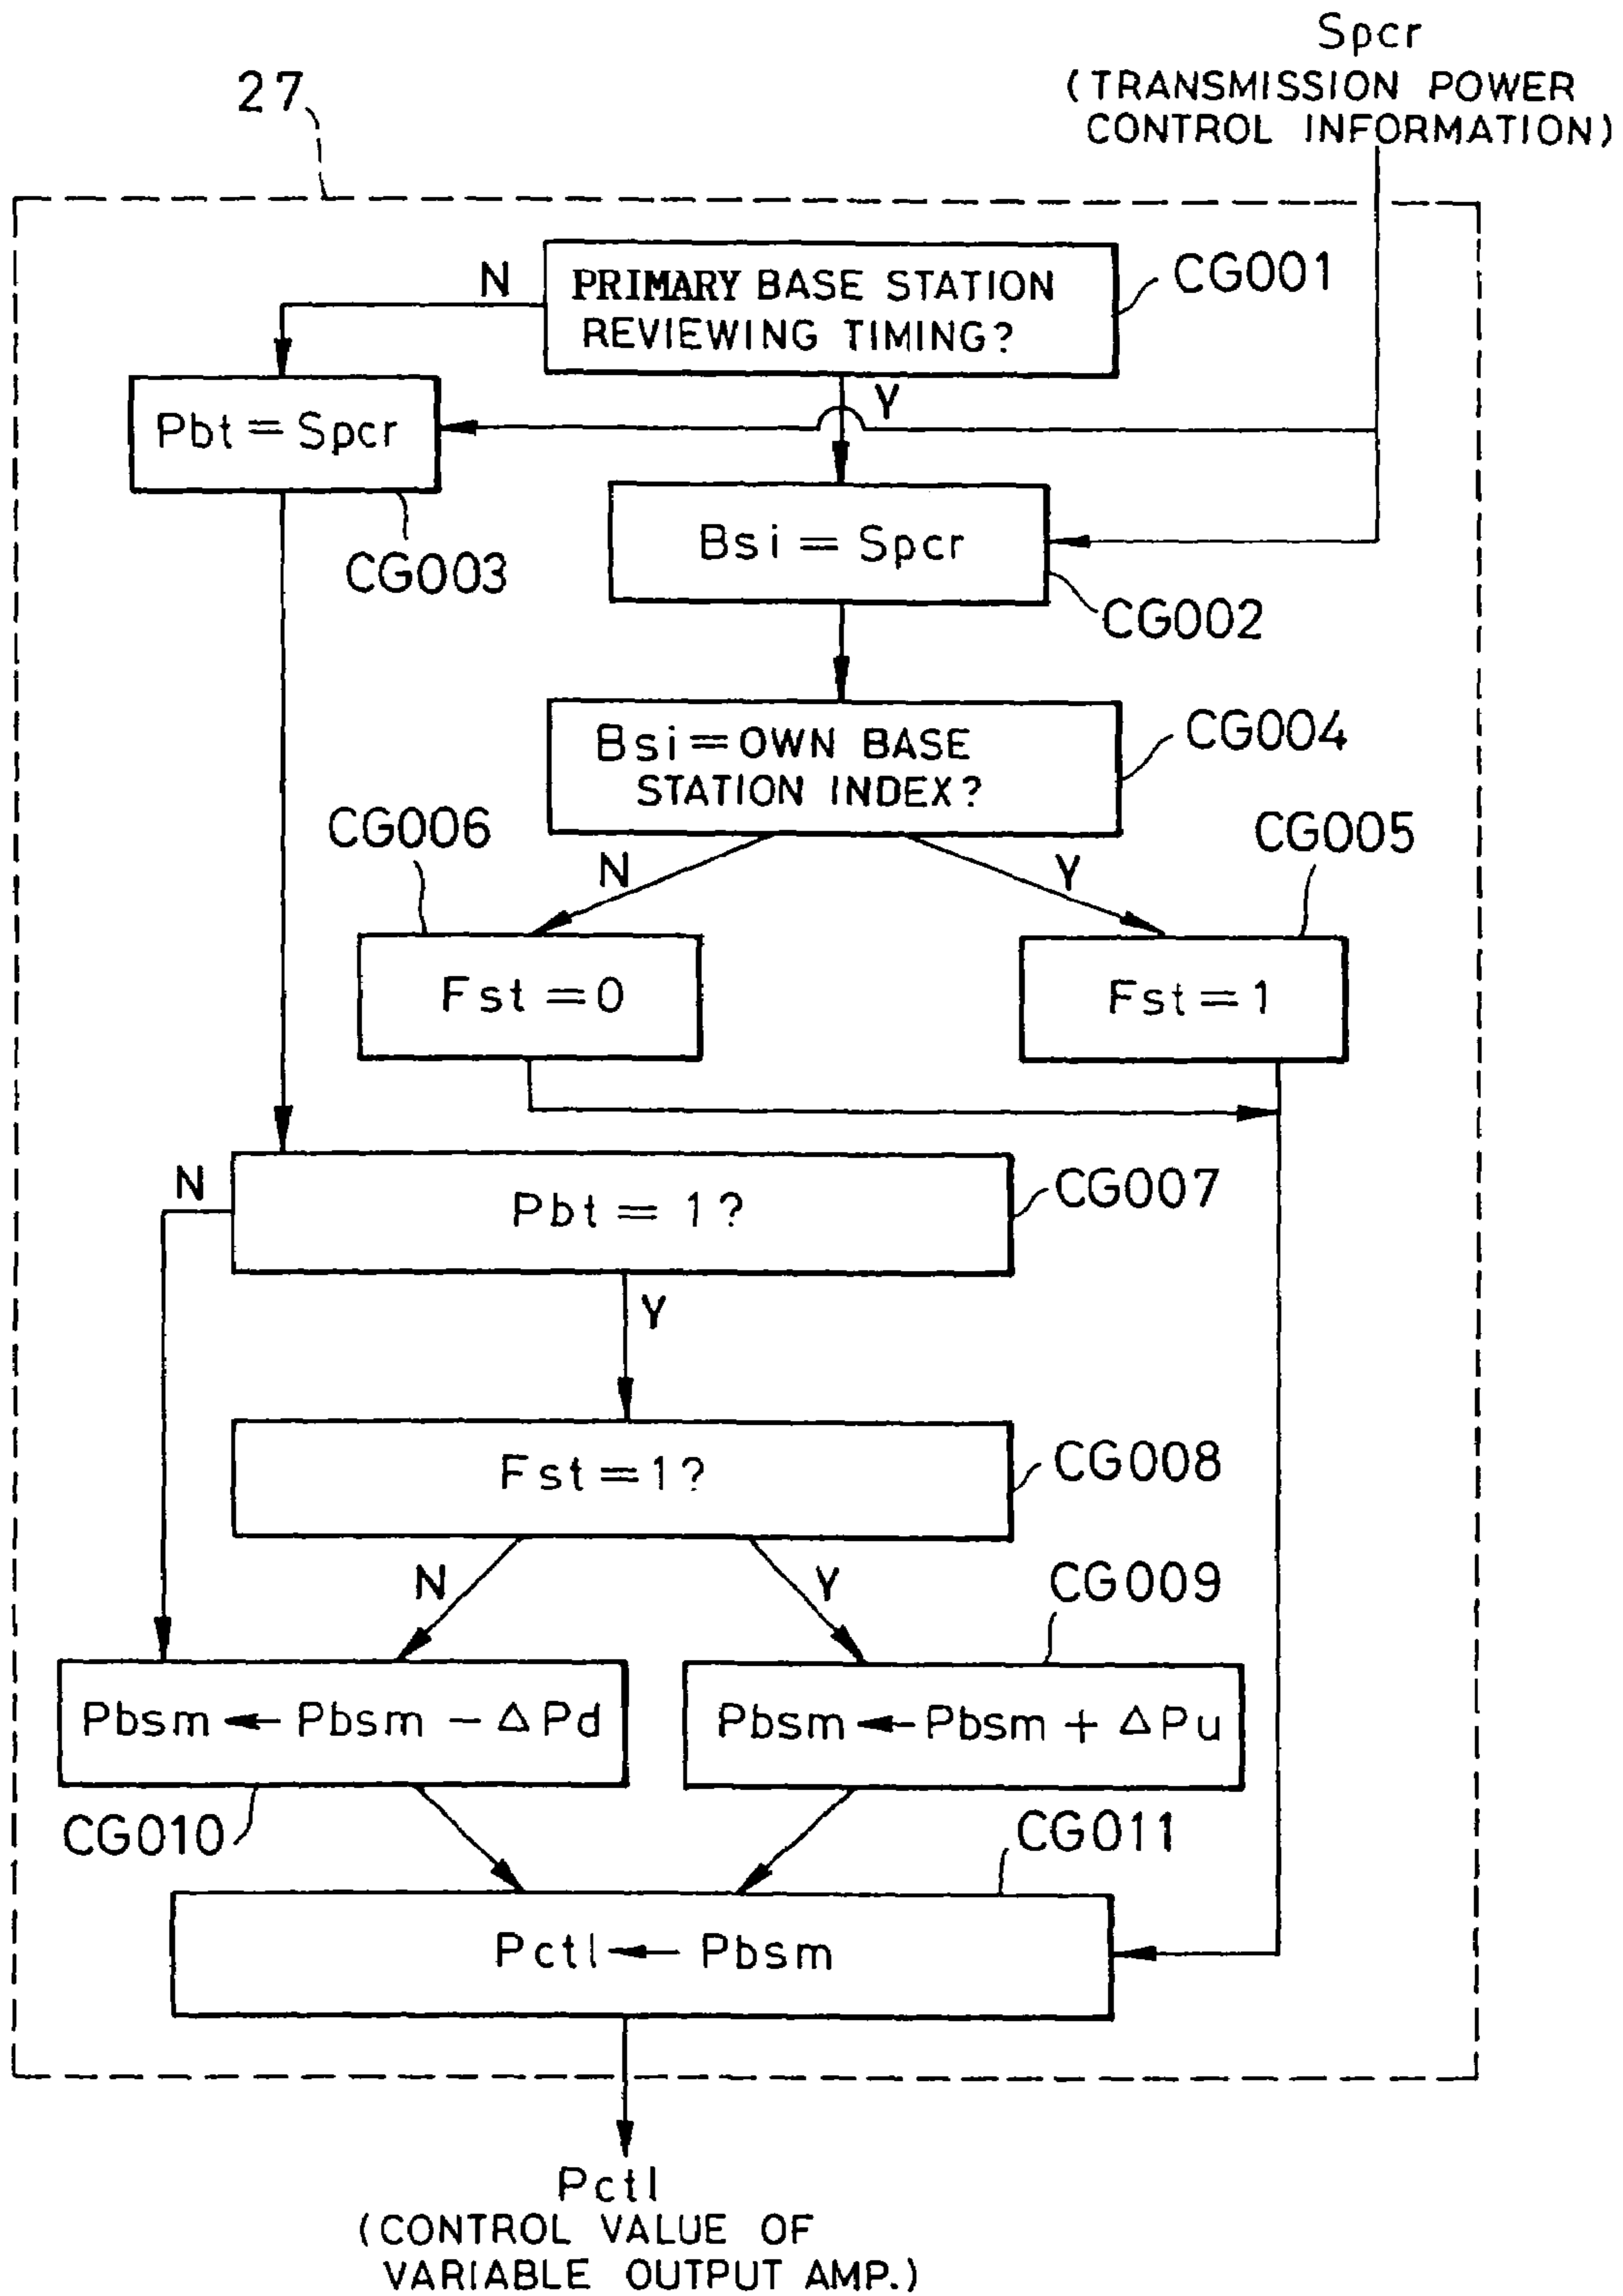 Spcr
(TRANSMISSION POWER
CONTROL INFORMATION)
27
PRIMARY BASE STATION
REVIEWING TIMING?
CG001
N
Y
Pbt = Spcr
CG003
Bsi = Spcr
CG002
Bsi = OWN BASE
STATION INDEX?
CG004
CG006
N
Y
CG005
Fst = 0
Fst = 1
N
Pbt = 1?
CG007
Y
Fst = 1?
CG008
N
Y
CG009
Pbsm ← Pbsm - ΔPd
Pbsm ← Pbsm + ΔPu
CG010
CG011
Pctl ← Pbsm
Pctl
(CONTROL VALUE OF
VARIABLE OUTPUT AMP.)